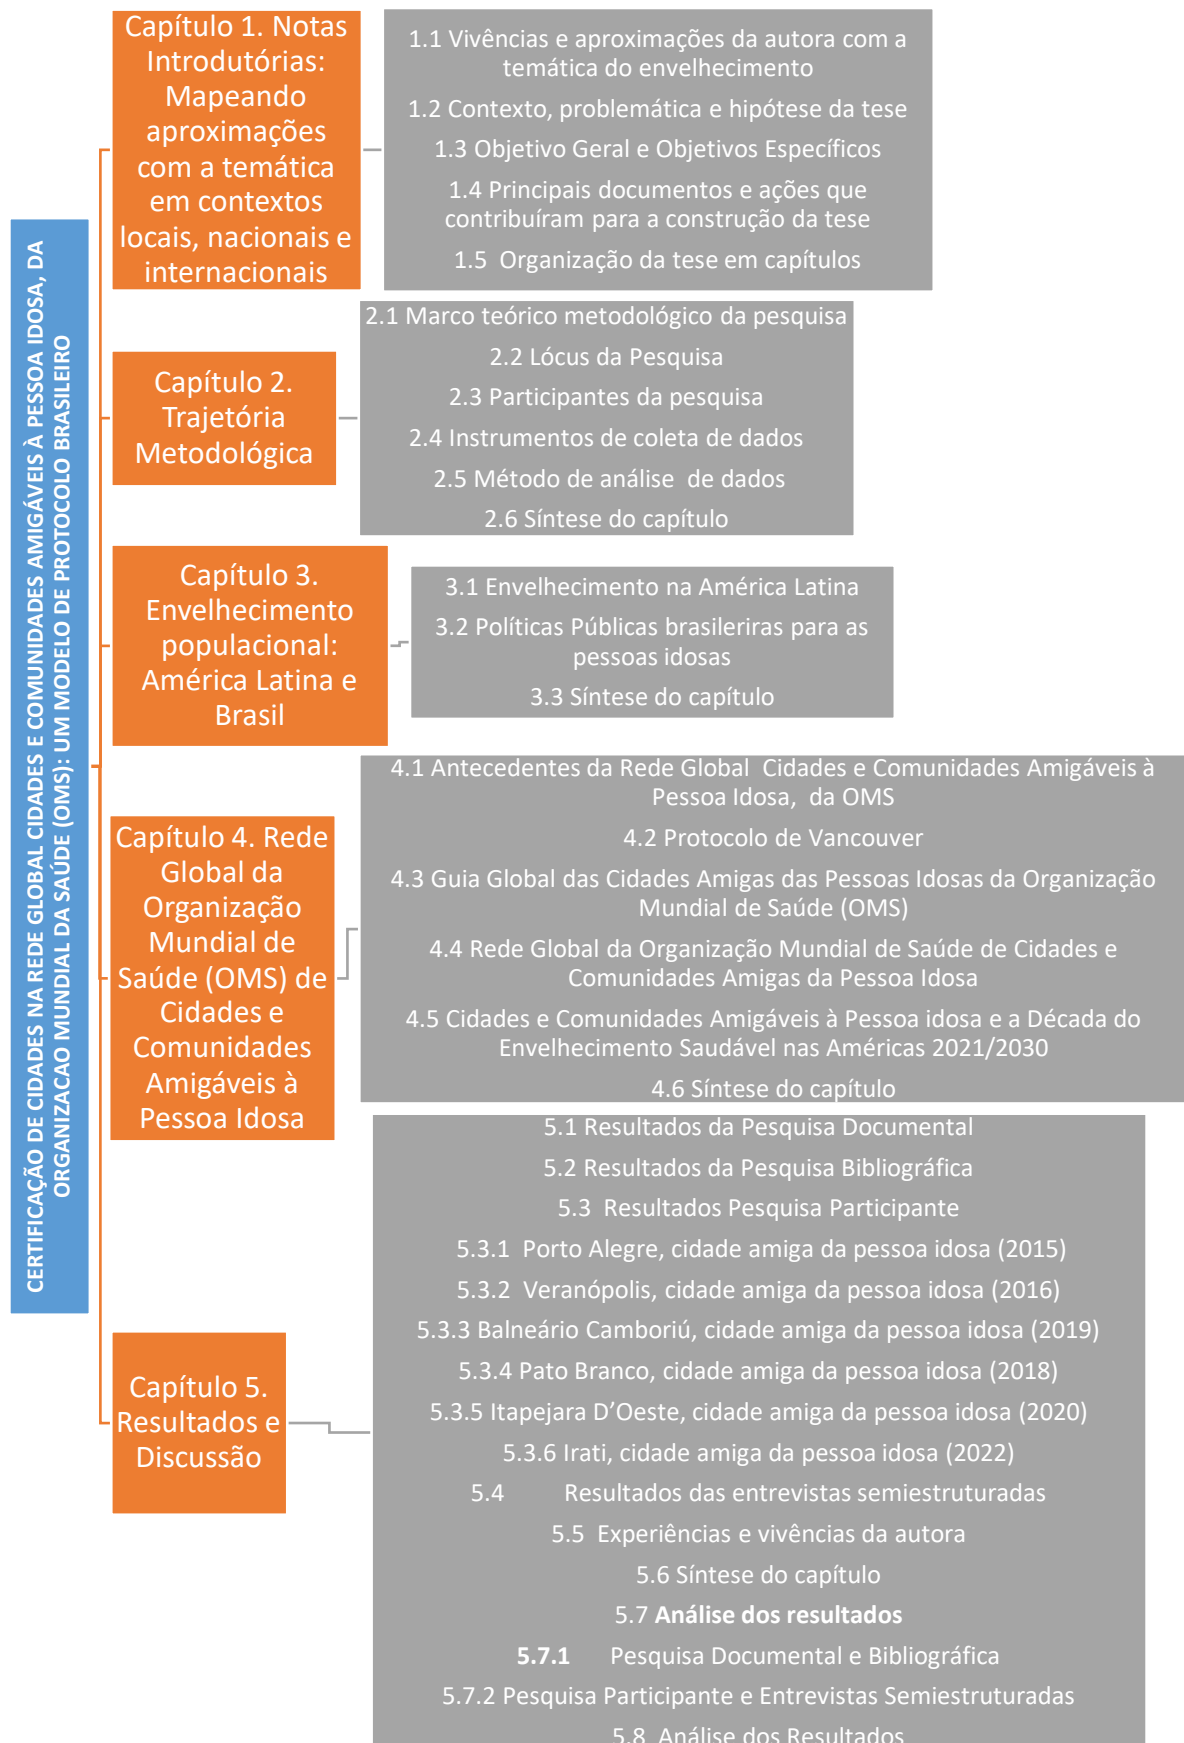 CERTIFICAÇÃO DE CIDADES NA REDE GLOBAL CIDADES E COMUNIDADES AMIGÁVEIS À PESSOA IDOSA, DA
ORGANIZACAO MUNDIAL DA SAÚDE (OMS): UM MODELO DE PROTOCOLO BRASILEIRO
Capítulo 1. Notas
Introdutórias:
Mapeando
aproximações
com a temática
em contextos
locais, nacionais e
internacionais
1.1 Vivências e aproximações da autora com a
temática do envelhecimento
1.2 Contexto, problemática e hipótese da tese
1.3 Objetivo Geral e Objetivos Específicos
1.4 Principais documentos e ações que
contribuíram para a construção da tese
1.5 Organização da tese em capítulos
Capítulo 2.
Trajetória
Metodológica
2.1 Marco teórico metodológico da pesquisa
2.2 Lócus da Pesquisa
2.3 Participantes da pesquisa
2.4 Instrumentos de coleta de dados
2.5 Método de análise de dados
2.6 Síntese do capítulo
Capítulo 3.
Envelhecimento
populacional:
América Latina e
Brasil
3.1 Envelhecimento na América Latina
3.2 Políticas Públicas brasileriras para as
pessoas idosas
3.3 Síntese do capítulo
Capítulo 4. Rede
Global da
Organização
Mundial de
Saúde (OMS) de
Cidades e
Comunidades
Amigáveis à
Pessoa Idosa
4.1 Antecedentes da Rede Global Cidades e Comunidades Amigáveis à
Pessoa Idosa, da OMS
4.2 Protocolo de Vancouver
4.3 Guia Global das Cidades Amigas das Pessoas Idosas da Organização
Mundial de Saúde (OMS)
4.4 Rede Global da Organização Mundial de Saúde de Cidades e
Comunidades Amigas da Pessoa Idosa
4.5 Cidades e Comunidades Amigáveis à Pessoa idosa e a Década do
Envelhecimento Saudável nas Américas 2021/2030
4.6 Síntese do capítulo
Capítulo 5.
Resultados e
Discussão
5.1 Resultados da Pesquisa Documental
5.2 Resultados da Pesquisa Bibliográfica
5.3 Resultados Pesquisa Participante
5.3.1 Porto Alegre, cidade amiga da pessoa idosa (2015)
5.3.2 Veranópolis, cidade amiga da pessoa idosa (2016)
5.3.3 Balneário Camboriú, cidade amiga da pessoa idosa (2019)
5.3.4 Pato Branco, cidade amiga da pessoa idosa (2018)
5.3.5 Itapejara D’Oeste, cidade amiga da pessoa idosa (2020)
5.3.6 Irati, cidade amiga da pessoa idosa (2022)
5.4 Resultados das entrevistas semiestruturadas
5.5 Experiências e vivências da autora
5.6 Síntese do capítulo
5.7 Análise dos resultados
5.7.1 Pesquisa Documental e Bibliográfica
5.7.2 Pesquisa Participante e Entrevistas Semiestruturadas
5.8 Análise dos Resultados